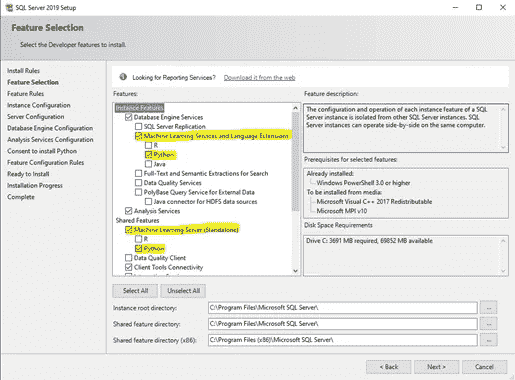 SQL Server 2019 Setup
Feature Selection
Select the Developer features to install.
Install Rules
Feature Selection
Feature Rules
Instance Configuration
Server Configuration
Database Engine Configuration
Analysis Services Configuration
Consent to install Python
Feature Configuration Rules
Ready to Install
Installation Progress
Complete
Looking for Reporting Services? Download it from the web
Features:
Instance Features
Database Engine Services
SQL Server Replication
Machine Learning Services and Language Extensions
R
Python
Java
Full-Text and Semantic Extractions for Search
Data Quality Services
PolyBase Query Service for External Data
Java connector for HDFS data sources
Analysis Services
Shared Features
Machine Learning Server (Standalone)
R
Python
Data Quality Client
Client Tools Connectivity
Feature description:
The configuration and operation of each instance feature of a SQL
Server instance is isolated from other SQL Server instances. SQL
Server instances can operate side-by-side on the same computer.
Prerequisites for selected features:
Already installed:
Windows PowerShell 3.0 or higher
To be installed from media:
Microsoft Visual C++ 2017 Redistributable
Microsoft MPI v10
Disk Space Requirements
Drive C: 3691 MB required, 69852 MB available
Select All
Unselect All
Instance root directory:
C:\Program Files\Microsoft SQL Server\
...
Shared feature directory:
C:\Program Files\Microsoft SQL Server\
...
Shared feature directory (x86):
C:\Program Files (x86)\Microsoft SQL Server\
...
< Back
Next >
Cancel